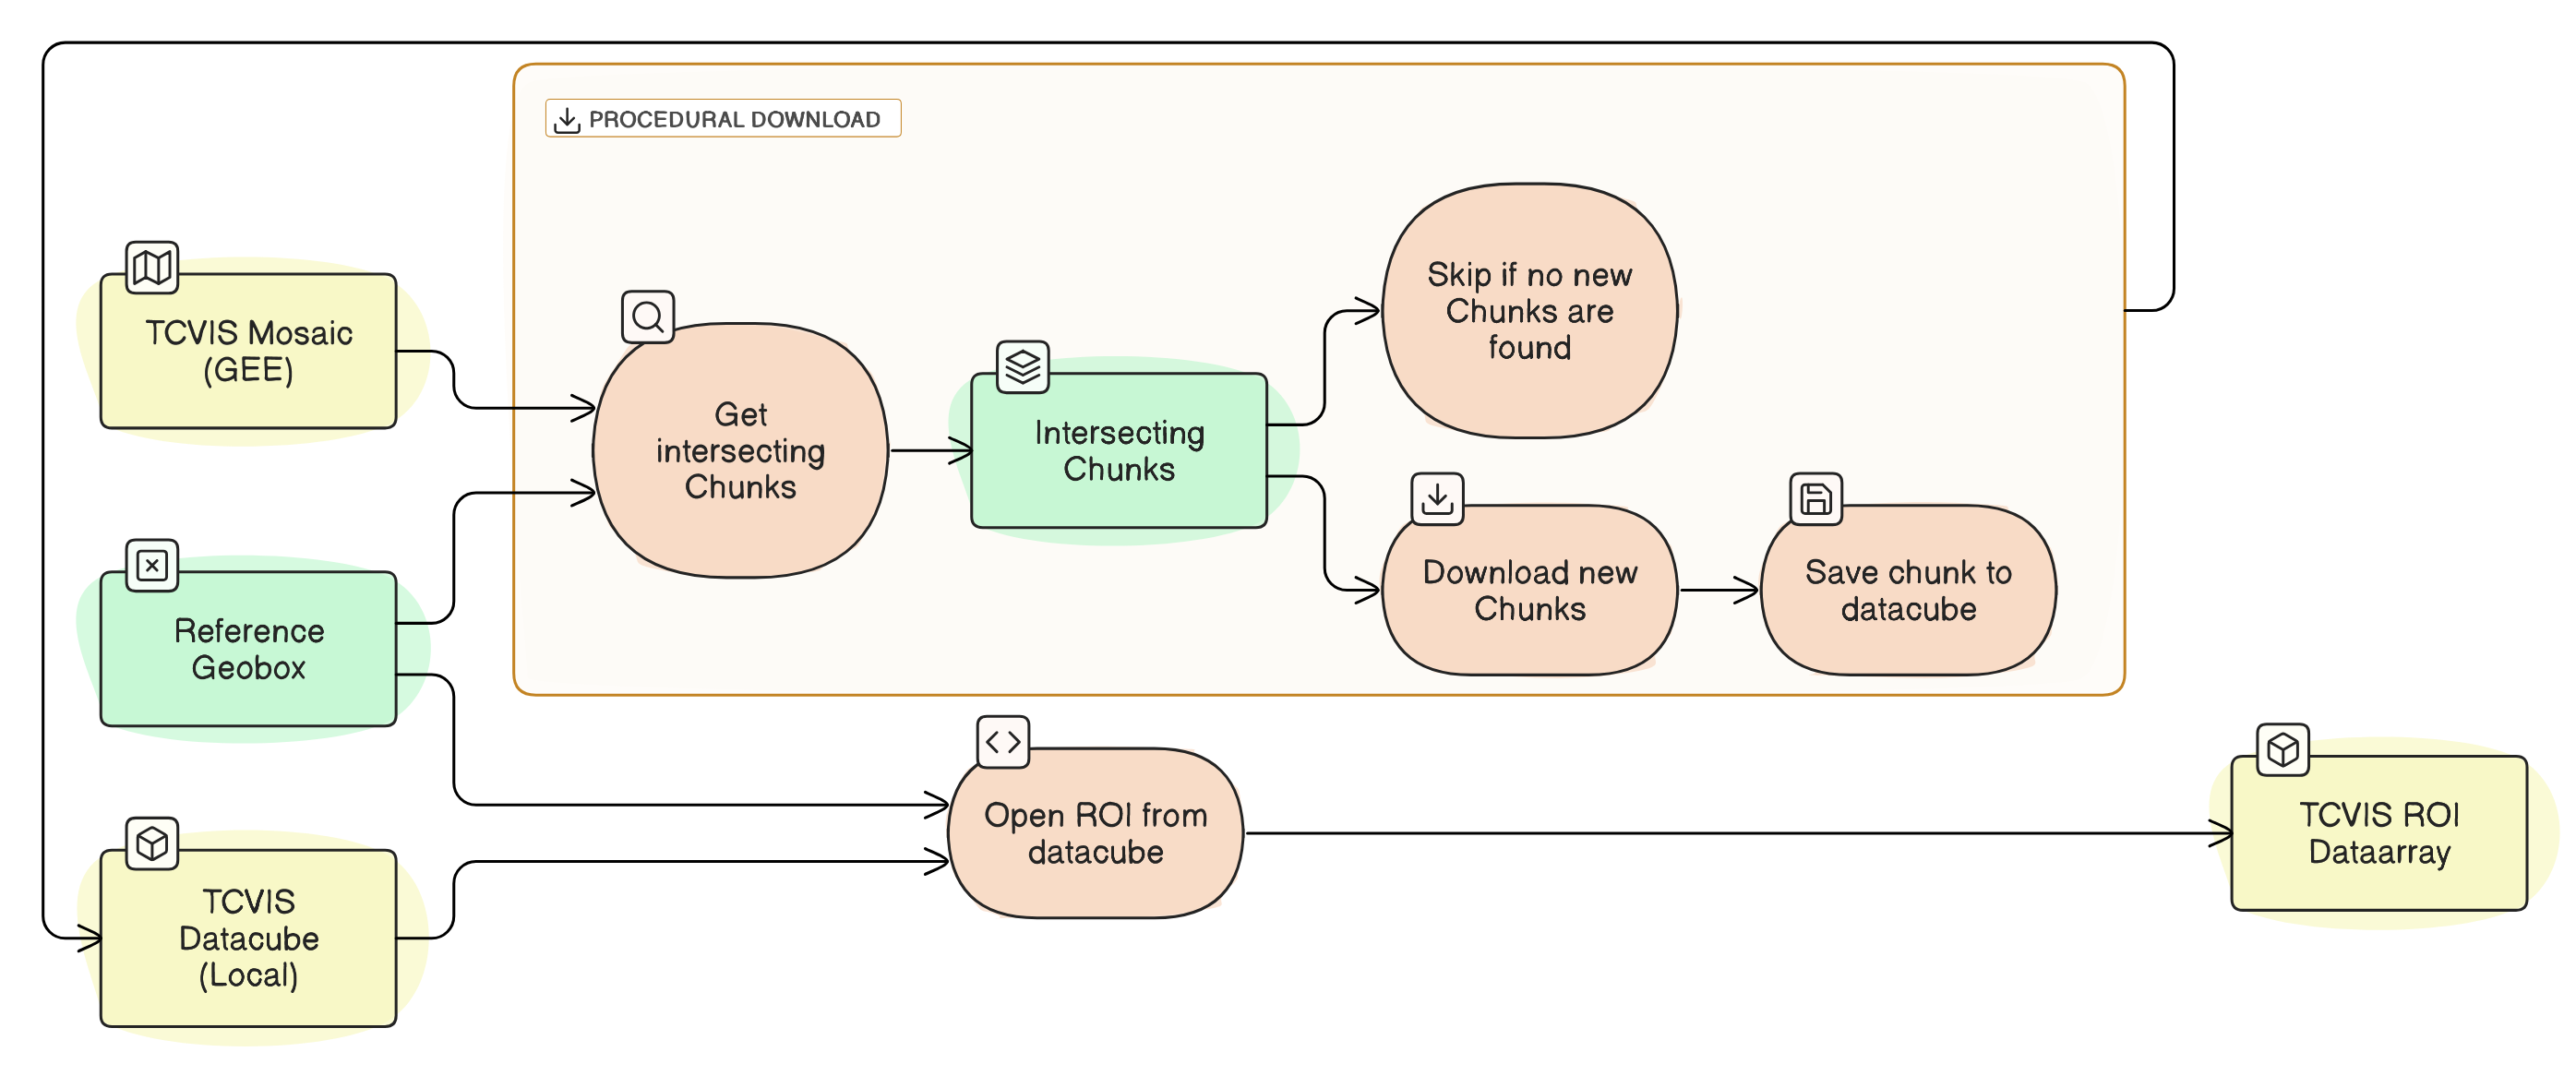 PROCEDURAL DOWNLOAD
TCVIS Mosaic
(GEE)
Get
intersecting
Chunks
Intersecting
Chunks
Skip if no new
Chunks are
found
Download new
Chunks
Save chunk to
datacube
Reference
Geobox
Open ROI from
datacube
TCVIS ROI
Dataarray
TCVIS
Datacube
(Local)